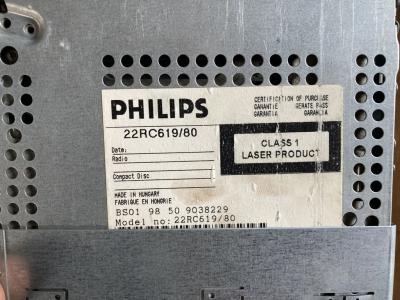 PHILIPS
CERTIFICATION OF PURCHASE
GARANTIE GERATE PASS
GARANTIA GARANZIA
22RC619/80
CLASS 1
LASER PRODUCT
Date:
Radio
Compact Disc
MADE IN HUNGARY
FABRIQUE EN HONGRIE
BS01 98 50 9038229
Model no: 22RC619/80